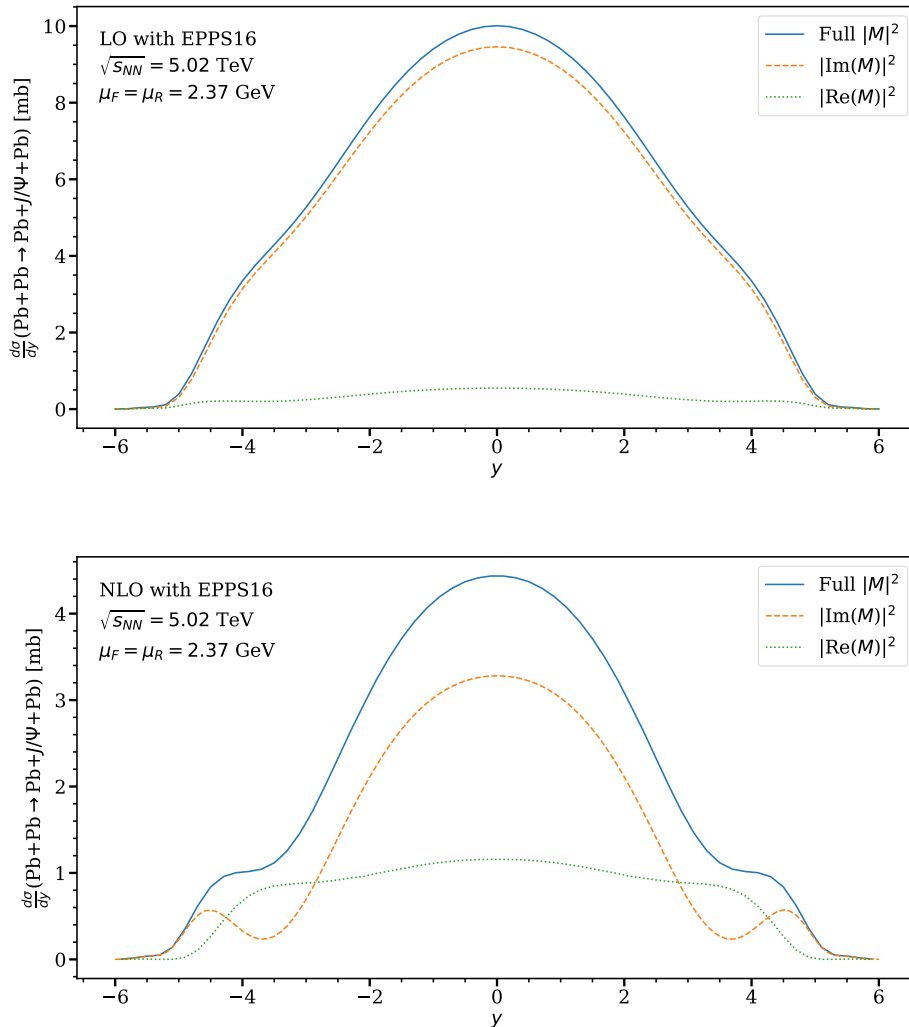 LO with EPPS16
√s_NN = 5.02 TeV
μ_F = μ_R = 2.37 GeV
Full |M|²
|Im(M)|²
|Re(M)|²
dσ/dy(Pb+Pb→Pb+J/Ψ+Pb) [mb]
10
8
6
4
2
0
−6 −4 −2 0 2 4 6
y
NLO with EPPS16
√s_NN = 5.02 TeV
μ_F = μ_R = 2.37 GeV
Full |M|²
|Im(M)|²
|Re(M)|²
dσ/dy(Pb+Pb→Pb+J/Ψ+Pb) [mb]
4
3
2
1
0
−6 −4 −2 0 2 4 6
y